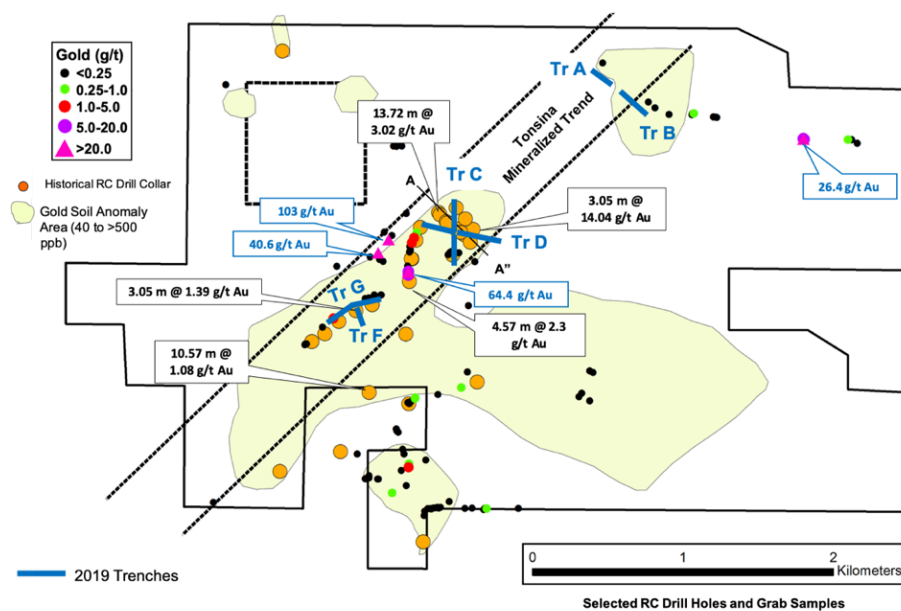 Gold (g/t)
<0.25
0.25-1.0
1.0-5.0
5.0-20.0
>20.0
Historical RC Drill Collar
Gold Soil Anomaly
Area (40 to >500
ppb)
Tr A
Tr B
Tonsina
Mineralized Trend
13.72 m @
3.02 g/t Au
A
Tr C
26.4 g/t Au
103 g/t Au
3.05 m @
14.04 g/t Au
Tr D
40.6 g/t Au
A"
3.05 m @ 1.39 g/t Au
Tr G
64.4 g/t Au
Tr F
4.57 m @ 2.3
g/t Au
10.57 m @
1.08 g/t Au
0
1
2
Kilometers
2019 Trenches
Selected RC Drill Holes and Grab Samples